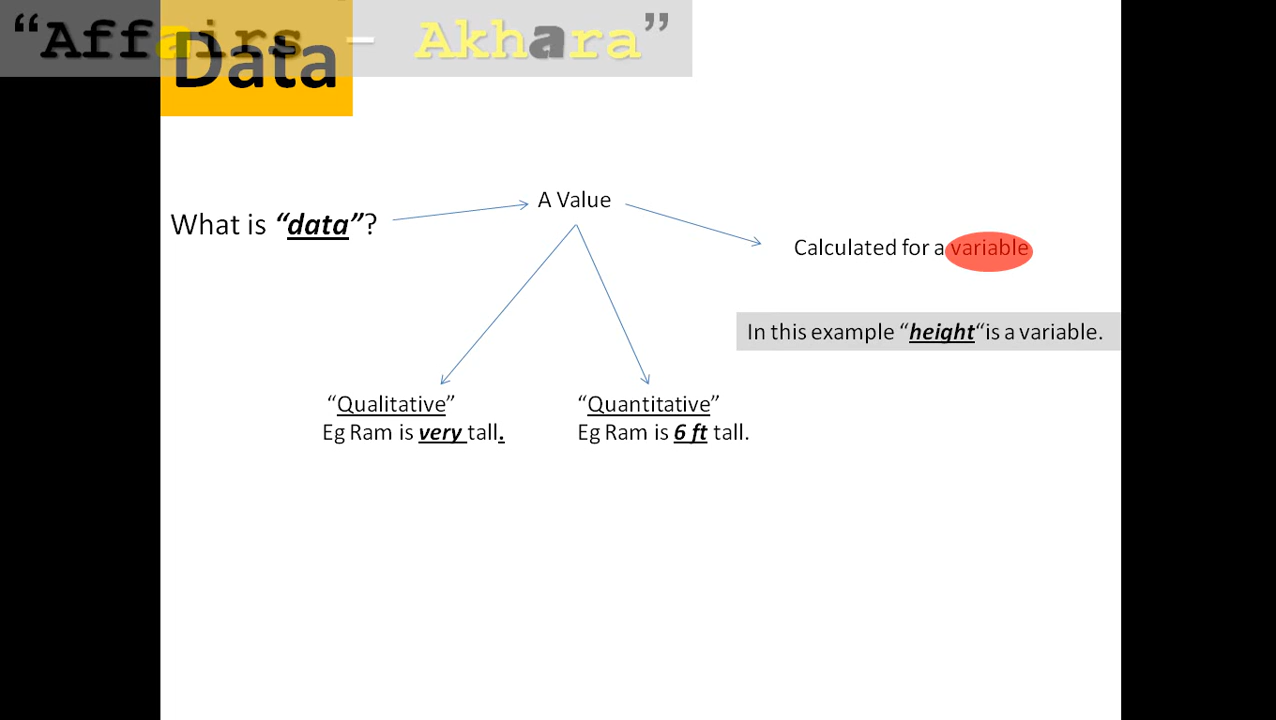 “Affairs – Akhara”
Data
A Value
What is “data”?
Calculated for a variable
In this example “height“is a variable.
“Qualitative”
Eg Ram is very tall.
“Quantitative”
Eg Ram is 6 ft tall.